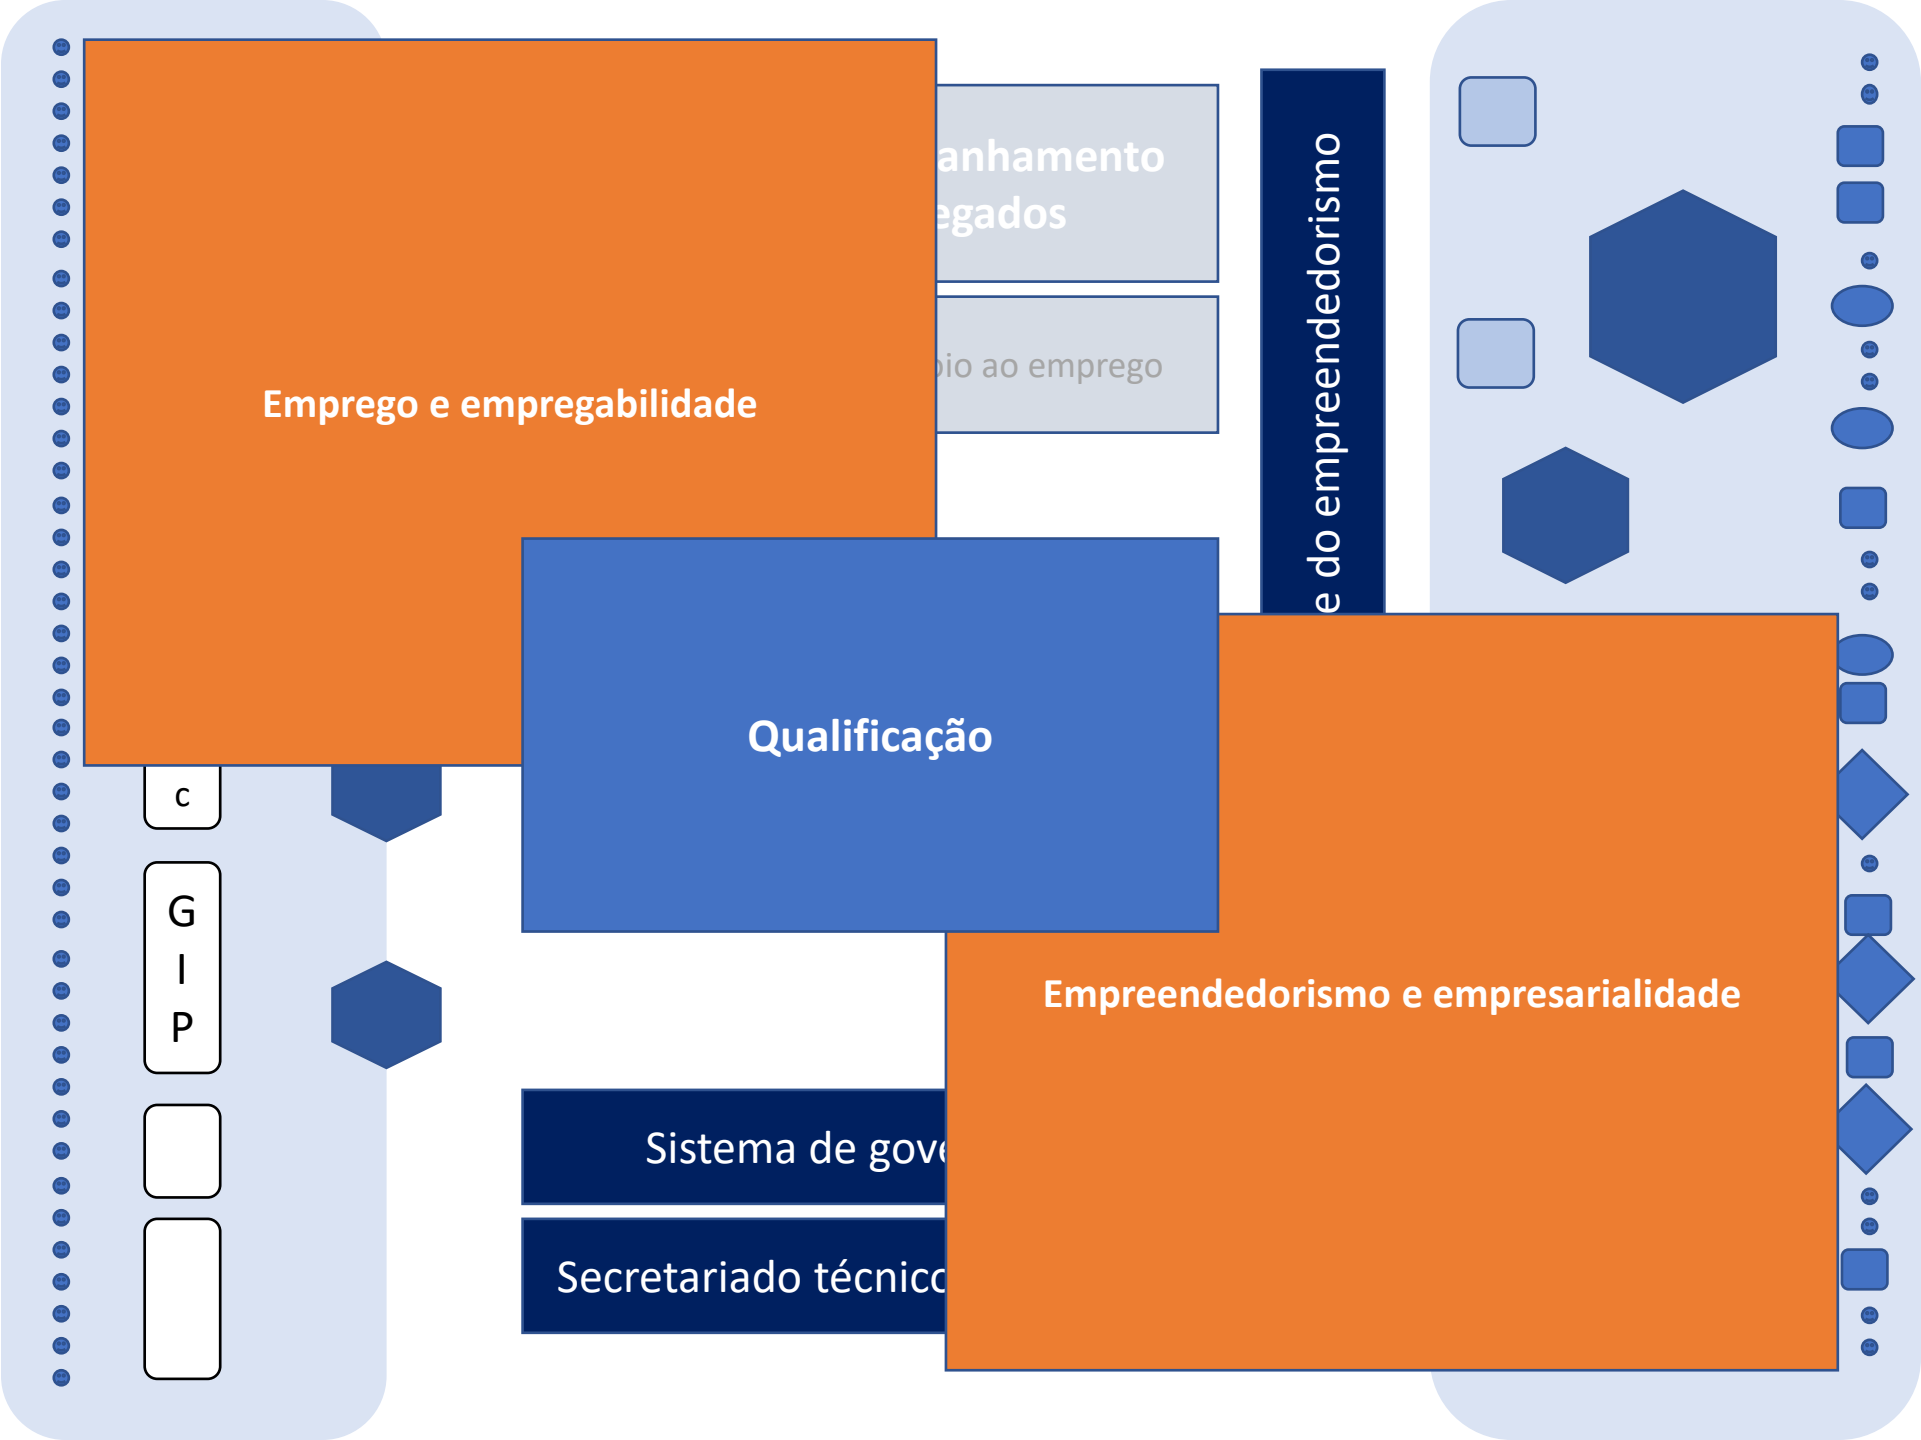 anhamento
egados
io ao emprego
e do empreendedorismo
Emprego e empregabilidade
Qualificação
c
G
I
P
Empreendedorismo e empresarialidade
Sistema de gove
Secretariado técnico